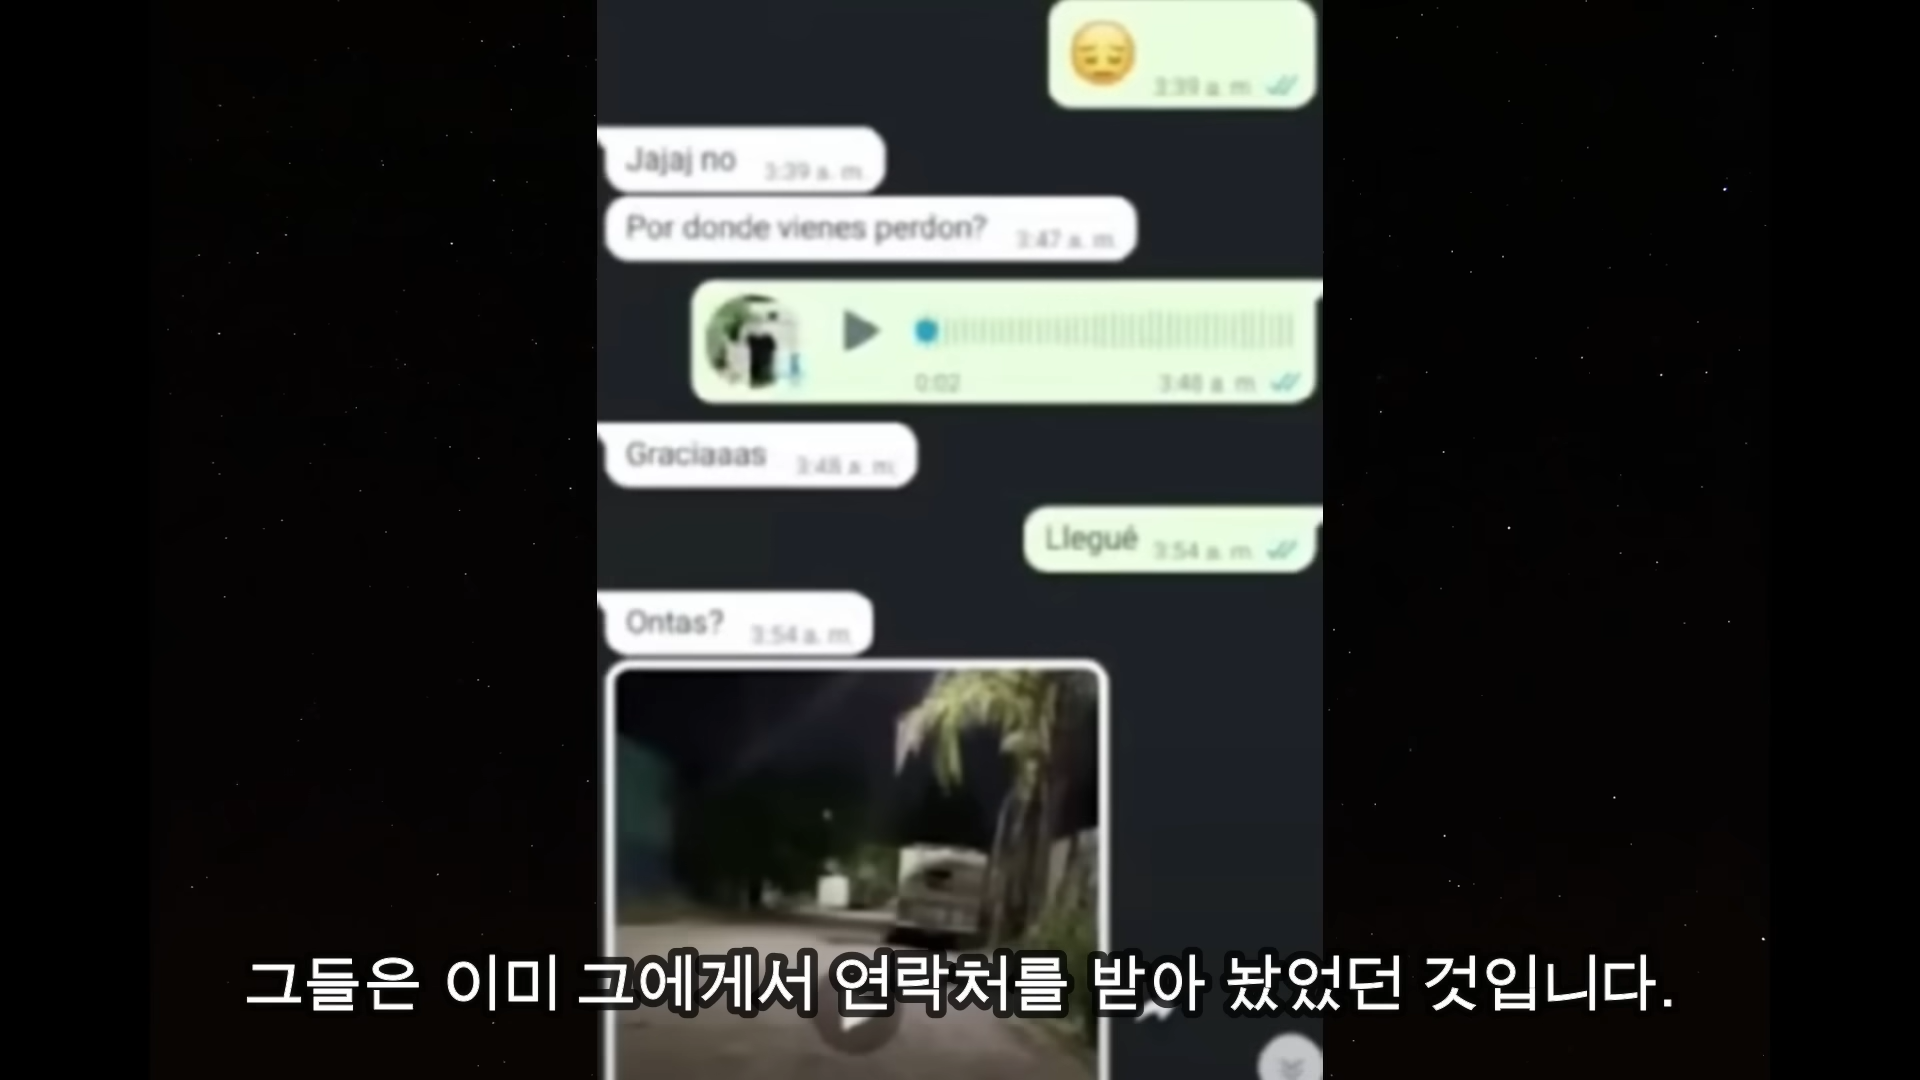 3:39 a. m.
Jajaj no 3:39 a. m.
Por donde vienes perdon? 3:47 a. m.
0:02 3:48 a. m.
Graciaaas 3:48 a. m.
Llegué 3:54 a. m.
Ontas? 3:54 a. m.
그들은 이미 그에게서 연락처를 받아 놨었던 것입니다.